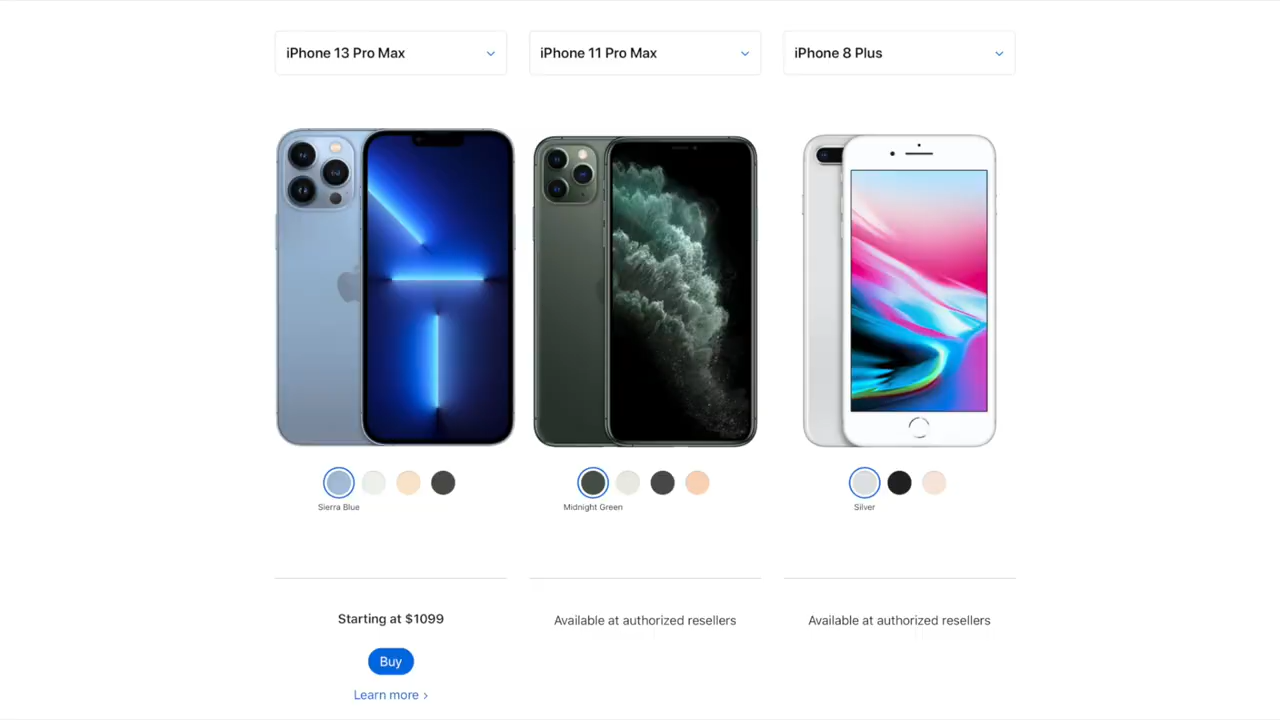 iPhone 13 Pro Max
iPhone 11 Pro Max
iPhone 8 Plus
Sierra Blue
Midnight Green
Silver
Starting at $1099
Available at authorized resellers
Available at authorized resellers
Buy
Learn more >